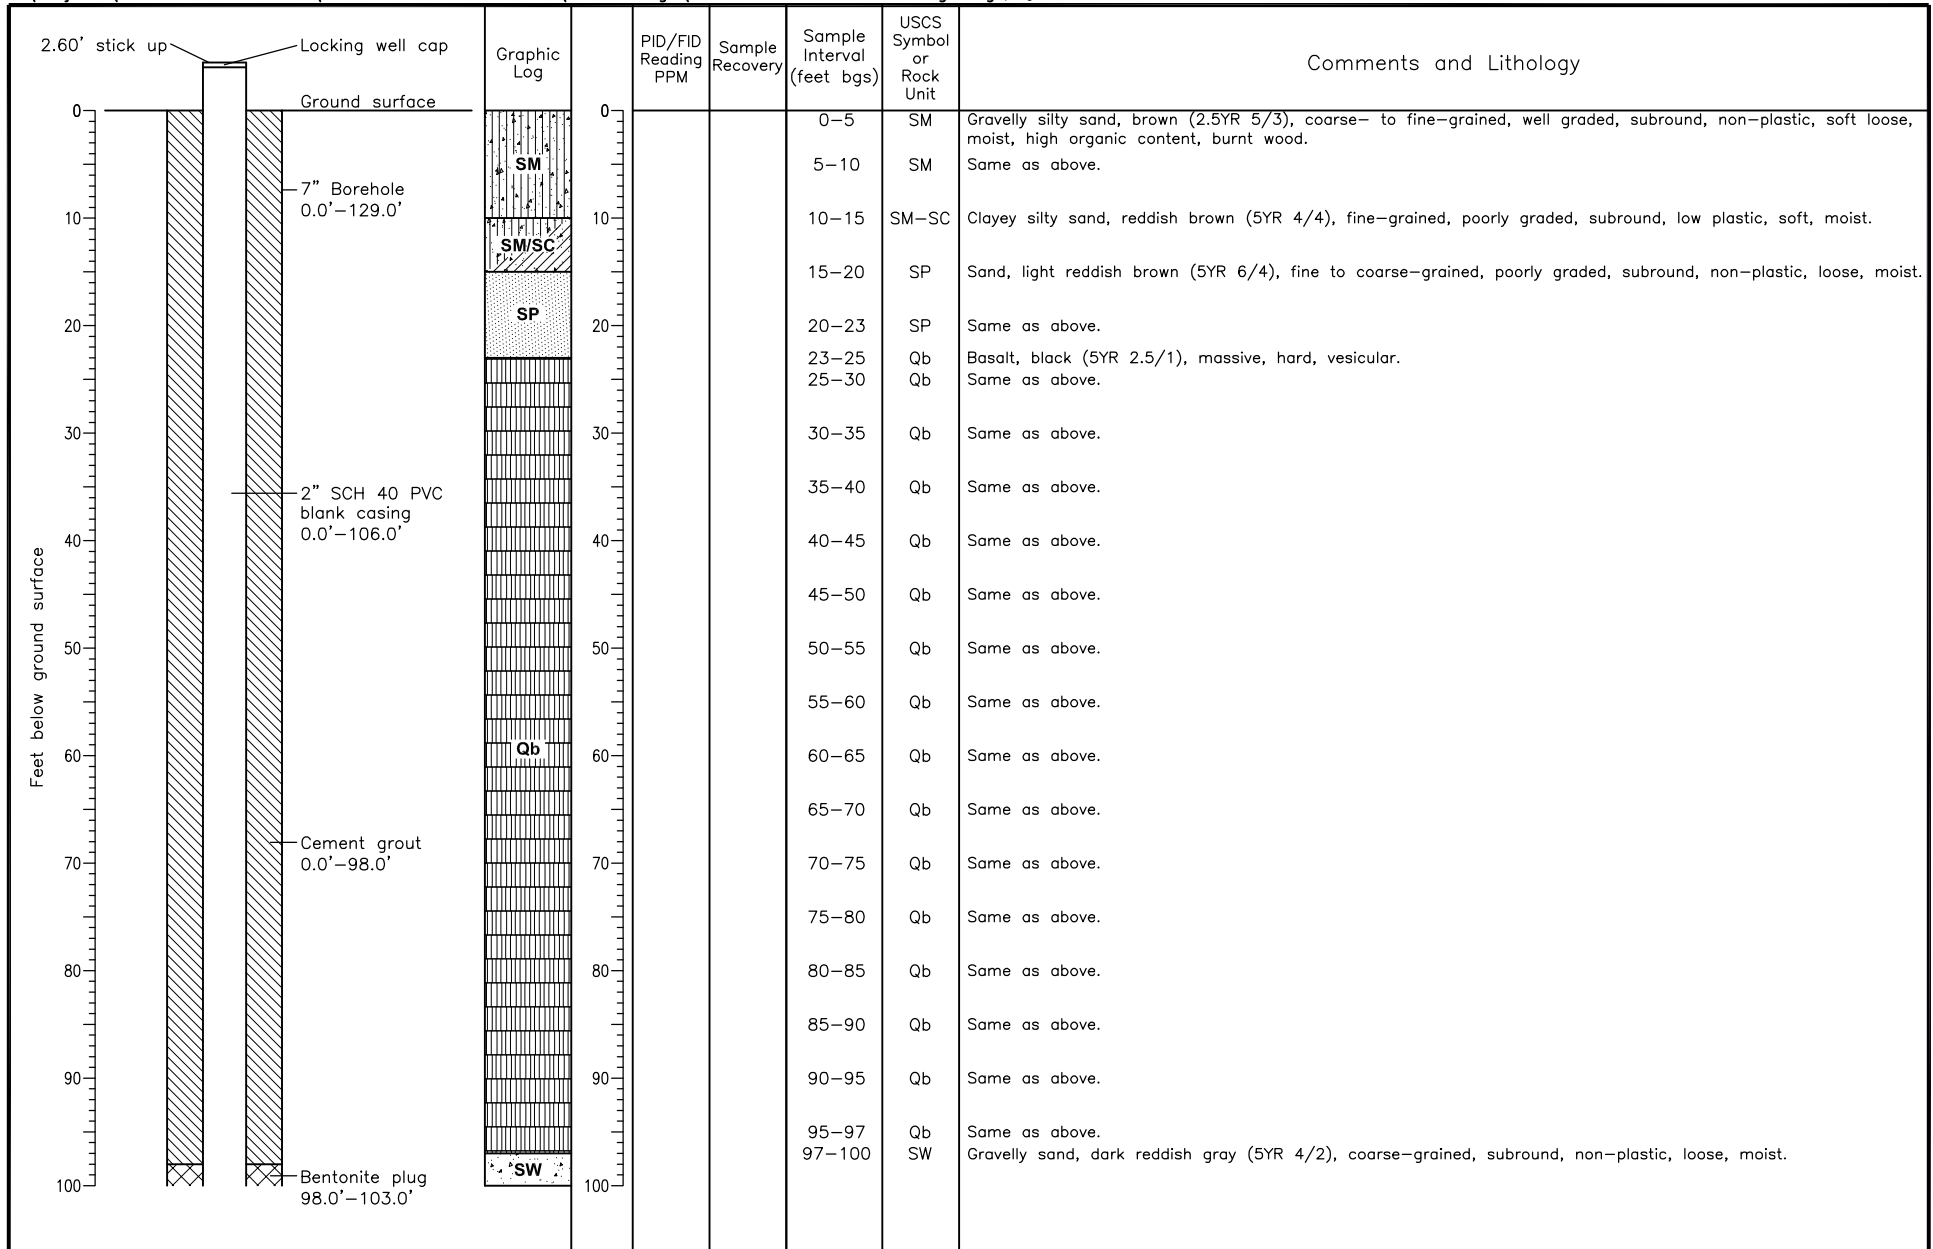 2.60' stick up
Locking well cap
Ground surface
7" Borehole
0.0'–129.0'
2" SCH 40 PVC
blank casing
0.0'–106.0'
Cement grout
0.0'–98.0'
Bentonite plug
98.0'–103.0'
Feet below ground surface
0
10
20
30
40
50
60
70
80
90
100
Graphic
Log
SM
SM/SC
SP
Qb
SW
0
10
20
30
40
50
60
70
80
90
100
PID/FID
Reading
PPM
Sample
Recovery
Sample
Interval
(feet bgs)
USCS
Symbol
or
Rock
Unit
Comments and Lithology
0–5 SM Gravelly silty sand, brown (2.5YR 5/3), coarse– to fine–grained, well graded, subround, non–plastic, soft loose,
moist, high organic content, burnt wood.
5–10 SM Same as above.
10–15 SM–SC Clayey silty sand, reddish brown (5YR 4/4), fine–grained, poorly graded, subround, low plastic, soft, moist.
15–20 SP Sand, light reddish brown (5YR 6/4), fine to coarse–grained, poorly graded, subround, non–plastic, loose, moist.
20–23 SP Same as above.
23–25 Qb Basalt, black (5YR 2.5/1), massive, hard, vesicular.
25–30 Qb Same as above.
30–35 Qb Same as above.
35–40 Qb Same as above.
40–45 Qb Same as above.
45–50 Qb Same as above.
50–55 Qb Same as above.
55–60 Qb Same as above.
60–65 Qb Same as above.
65–70 Qb Same as above.
70–75 Qb Same as above.
75–80 Qb Same as above.
80–85 Qb Same as above.
85–90 Qb Same as above.
90–95 Qb Same as above.
95–97 Qb Same as above.
97–100 SW Gravelly sand, dark reddish gray (5YR 4/2), coarse–grained, subround, non–plastic, loose, moist.